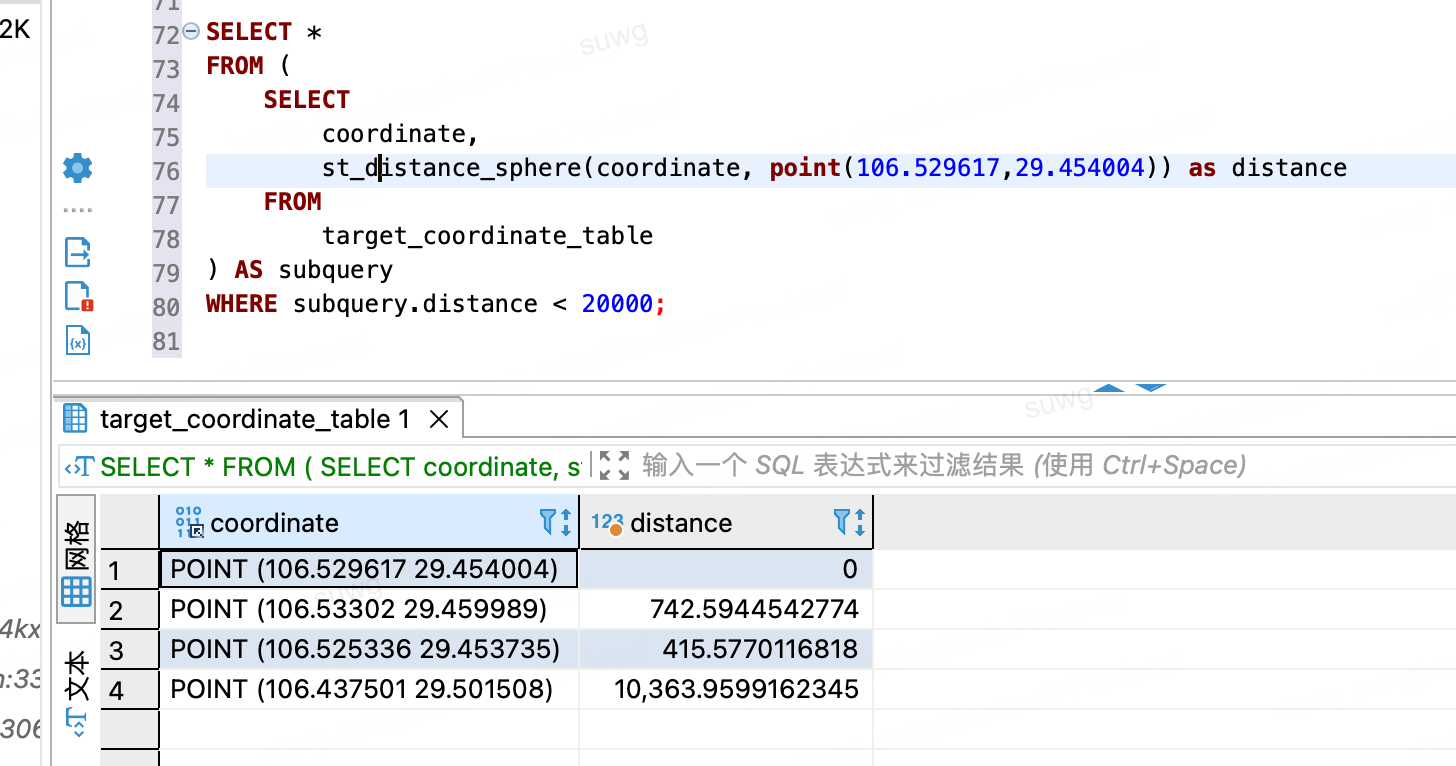 2K
71
72 SELECT *
73 FROM (
74 SELECT
75 coordinate,
76 st_distance_sphere(coordinate, point(106.529617,29.454004)) as distance
77 FROM
78 target_coordinate_table
79 ) AS subquery
80 WHERE subquery.distance < 20000;
81
suwg
suwg
target_coordinate_table 1
SELECT * FROM ( SELECT coordinate, s
输入一个 SQL 表达式来过滤结果 (使用 Ctrl+Space)
网格
文本
coordinate 123 distance
1 POINT (106.529617 29.454004) 0
2 POINT (106.53302 29.459989) 742.5944542774
3 POINT (106.525336 29.453735) 415.5770116818
4 POINT (106.437501 29.501508) 10,363.9599162345
suwg
4kx
:33
306